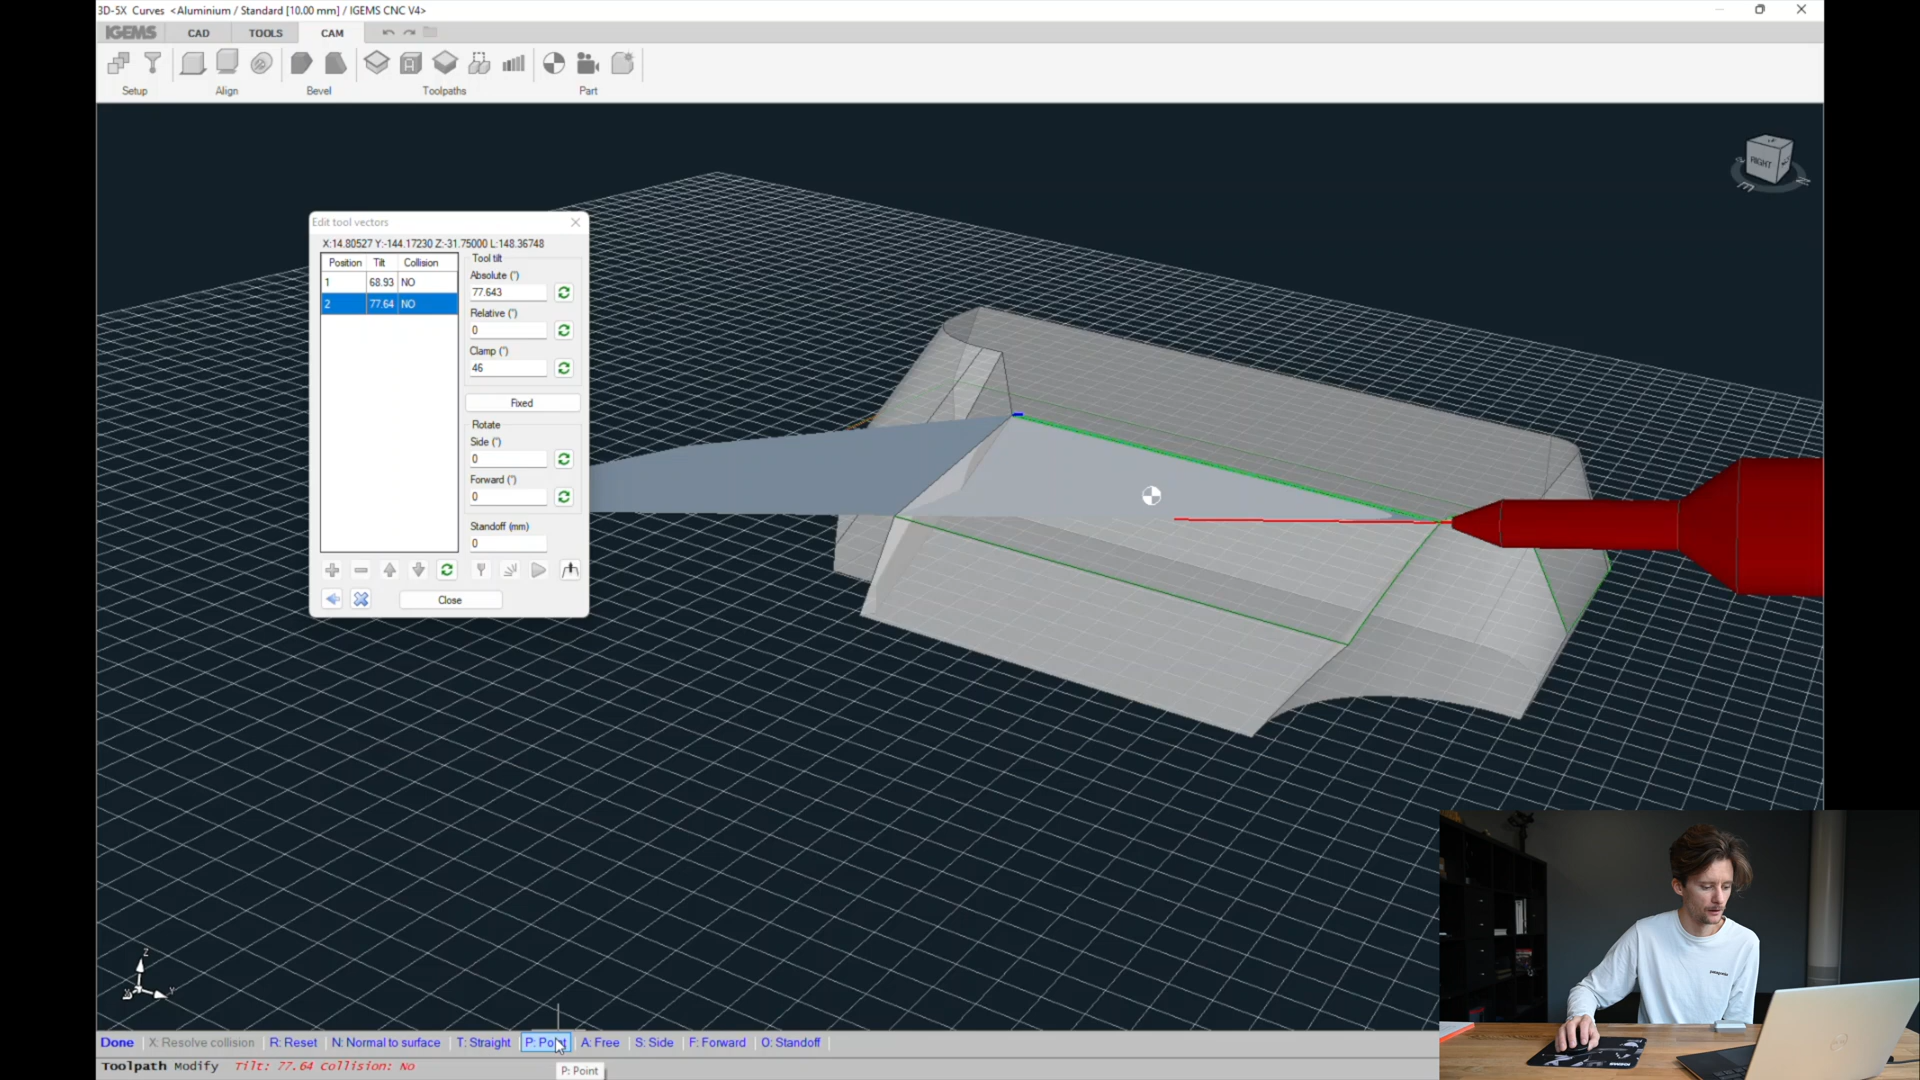 3D-5X Curves <Aluminium / Standard [10.00 mm] / IGEMS CNC V4>
IGEMS CAD TOOLS CAM
Setup Align Bevel Toolpaths Part
RIGHT
Edit tool vectors
X:14.80527 Y:-144.17230 Z:-31.75000 L:148.36748
Position Tilt Collision
1 68.93 NO
2 77.64 NO
Tool tilt
Absolute (°)
77.643
Relative (°)
0
Clamp (°)
46
Fixed
Rotate
Side (°)
0
Forward (°)
0
Standoff (mm)
0
Close
Z
Y
Done X: Resolve collision R: Reset N: Normal to surface T: Straight P: Point A: Free S: Side F: Forward O: Standoff
Toolpath Modify Tilt: 77.64 Collision: No
P: Point
patagonia